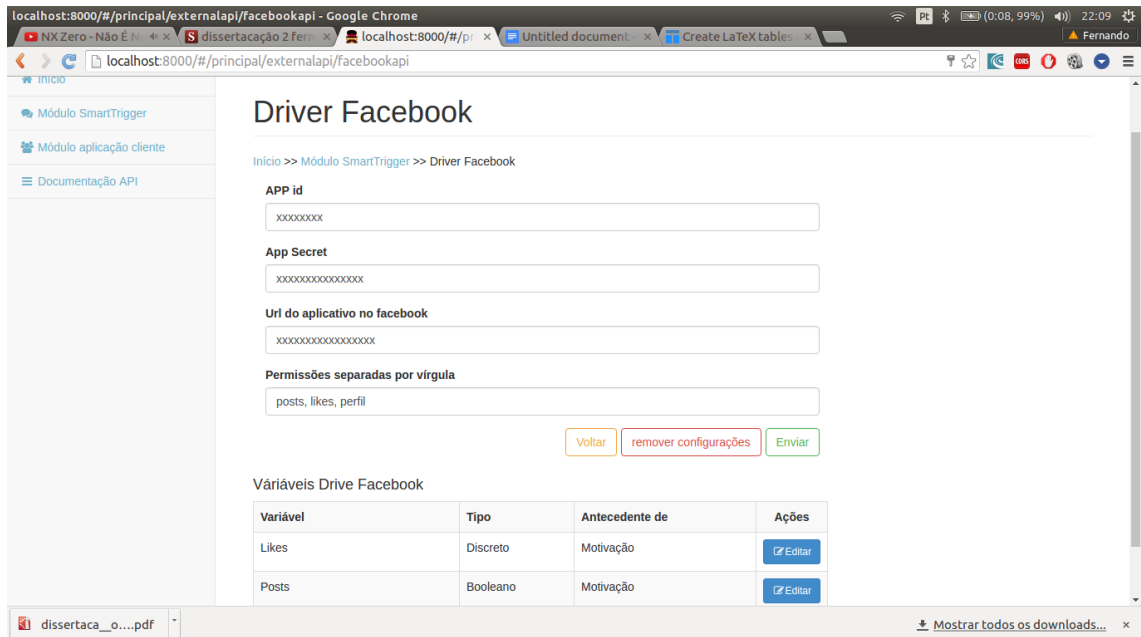 localhost:8000/#/principal/externalapi/facebookapi - Google Chrome
Pt (0:08, 99%) 22:09
NX Zero - Não É N
dissertacação 2 fern
localhost:8000/#/pr
Untitled document -
Create LaTeX tables
Fernando
localhost:8000/#/principal/externalapi/facebookapi
CORS
Início
Módulo SmartTrigger
Módulo aplicação cliente
Documentação API
Driver Facebook
Início >> Módulo SmartTrigger >> Driver Facebook
APP id
xxxxxxxx
App Secret
xxxxxxxxxxxxxxx
Url do aplicativo no facebook
xxxxxxxxxxxxxxxxx
Permissões separadas por vírgula
posts, likes, perfil
Voltar remover configurações Enviar
Váriáveis Drive Facebook
Variável Tipo Antecedente de Ações
Likes Discreto Motivação Editar
Posts Booleano Motivação Editar
dissertaca__o....pdf
Mostrar todos os downloads...